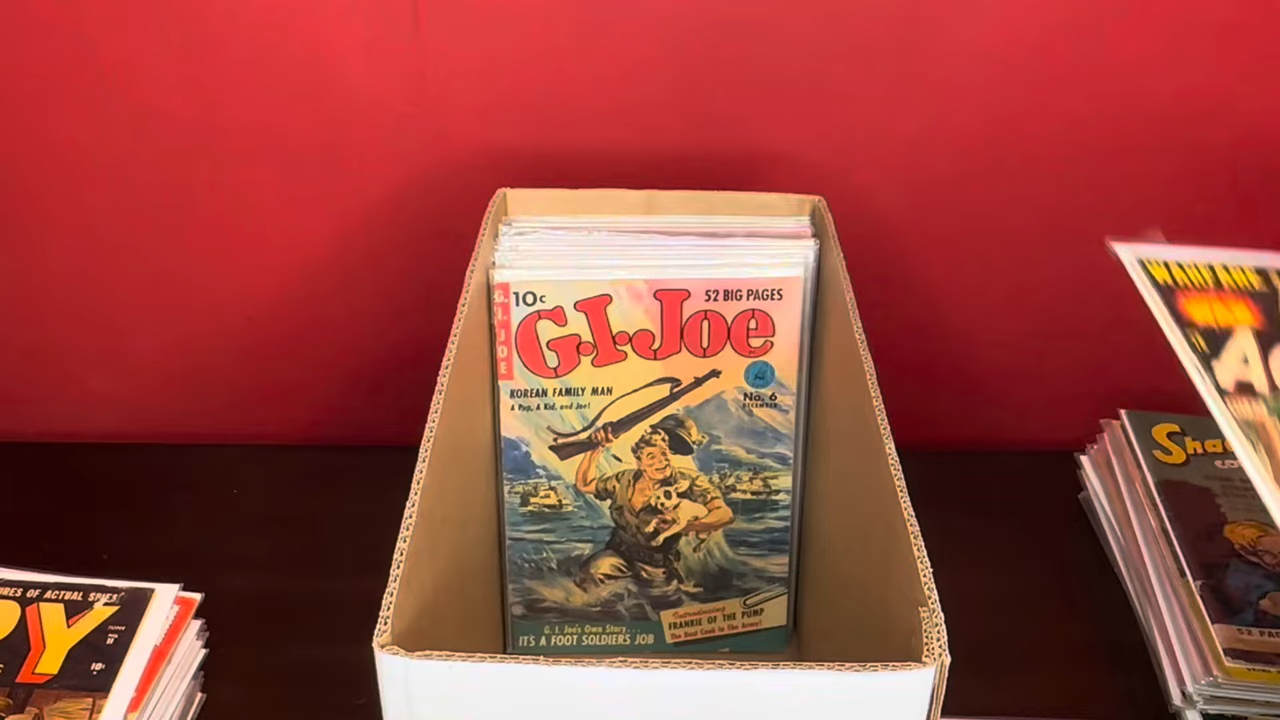 G.I. JOE
10c
52 BIG PAGES
G.I. Joe
KOREAN FAMILY MAN
A Pup, A Kid, and Joe!
No. 6
DECEMBER
Introducing
FRANKIE OF THE PUMP
The Best Cook in the Army!
G. I. Joe's Own Story...
IT'S A FOOT SOLDIERS JOB
RES OF ACTUAL SPIES
PY
JUNE
10c
Sha
52 PA